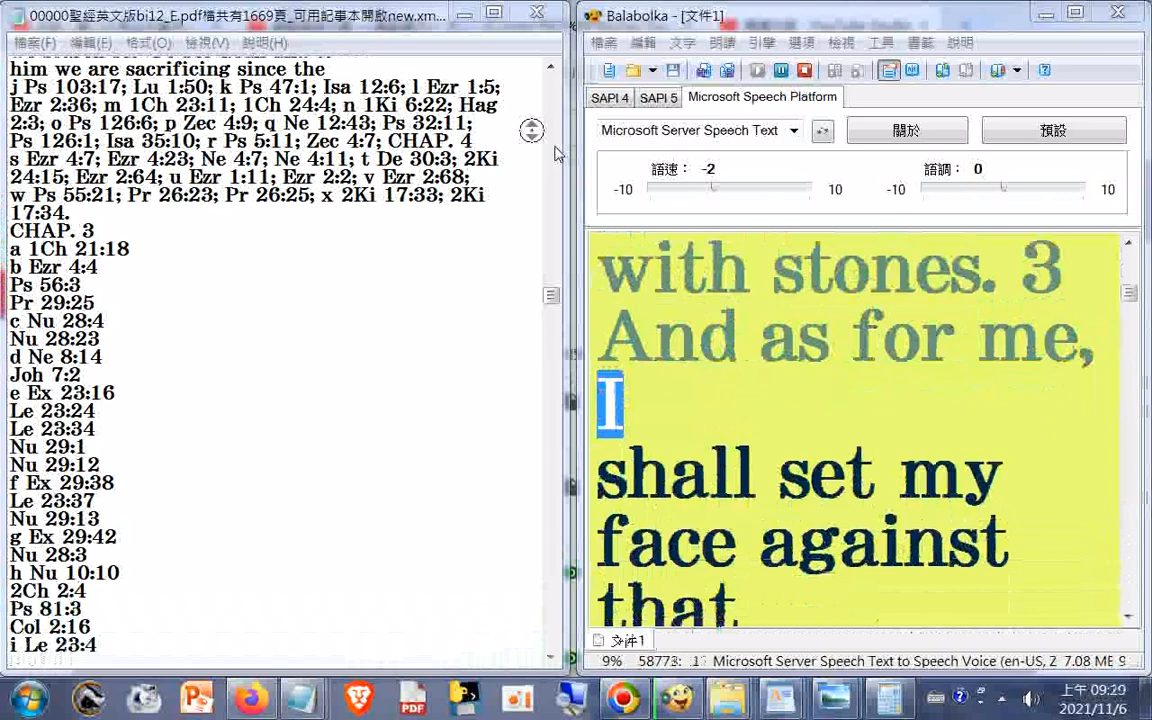 00000聖經英文版bi12_E.pdf檔共有1669頁_可用記事本開啟new.xm...
檔案(F) 編輯(E) 格式(O) 檢視(V) 說明(H)
him we are sacrificing since the
j Ps 103:17; Lu 1:50; k Ps 47:1; Isa 12:6; l Ezr 1:5;
Ezr 2:36; m 1Ch 23:11; 1Ch 24:4; n 1Ki 6:22; Hag
2:3; o Ps 126:6; p Zec 4:9; q Ne 12:43; Ps 32:11;
Ps 126:1; Isa 35:10; r Ps 5:11; Zec 4:7; CHAP. 4
s Ezr 4:7; Ezr 4:23; Ne 4:7; Ne 4:11; t De 30:3; 2Ki
24:15; Ezr 2:64; u Ezr 1:11; Ezr 2:2; v Ezr 2:68;
w Ps 55:21; Pr 26:23; Pr 26:25; x 2Ki 17:33; 2Ki
17:34.
CHAP. 3
a 1Ch 21:18
b Ezr 4:4
Ps 56:3
Pr 29:25
c Nu 28:4
Nu 28:23
d Ne 8:14
Joh 7:2
e Ex 23:16
Le 23:24
Le 23:34
Nu 29:1
Nu 29:12
f Ezr 29:38
Le 23:37
Nu 29:13
g Ex 29:42
Nu 28:3
h Nu 10:10
2Ch 2:4
Ps 81:3
Col 2:16
i Le 23:4
Balabolka - [文件1]
檔案 編輯 文字 朗讀 引擎 選項 檢視 工具 書籤 說明
SAPI 4 SAPI 5 Microsoft Speech Platform
Microsoft Server Speech Text 關於 預設
語速： -2 語調： 0
-10 10 -10 10
with stones. 3
And as for me,
I
shall set my
face against
that
文件1
9% 58773: 1 Microsoft Server Speech Text to Speech Voice (en-US, 2 7.08 MB 9
PDF
上午 09:29
2021/11/6